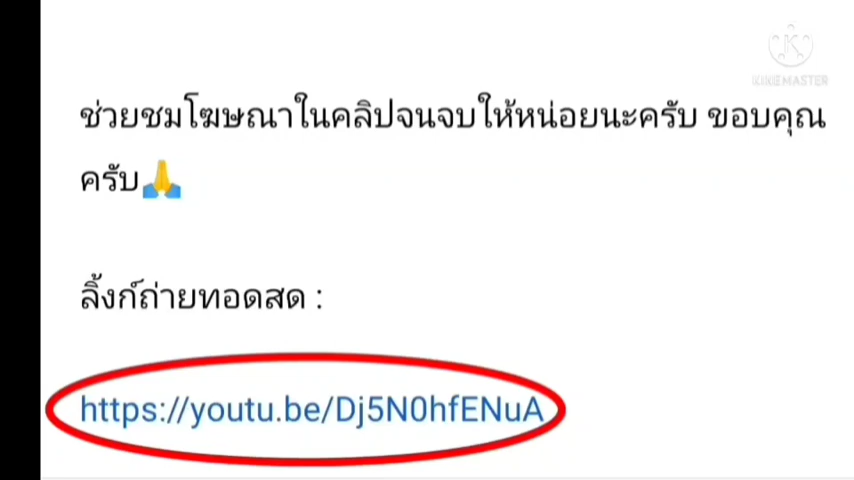 KINEMASTER
ช่วยชมโฆษณาในคลิปจนจบให้หน่อยนะครับ ขอบคุณ
ครับ🙏
ลิ้งก์ถ่ายทอดสด :
https://youtu.be/Dj5N0hfENuA